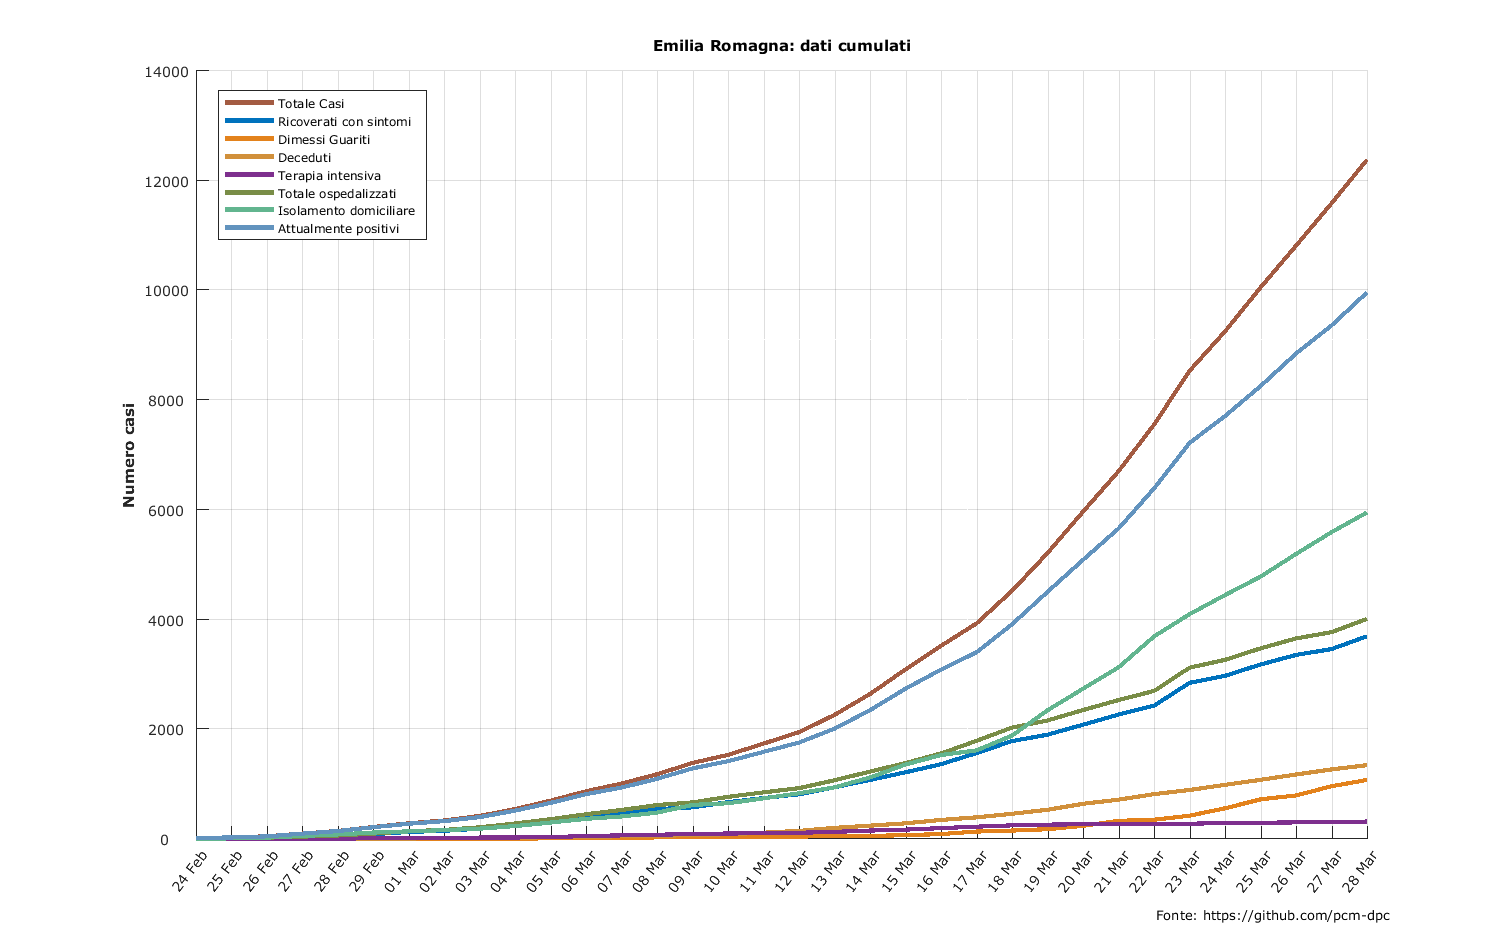 Emilia Romagna: dati cumulati
14000
12000
10000
8000
6000
4000
2000
0
Numero casi
Totale Casi
Ricoverati con sintomi
Dimessi Guariti
Deceduti
Terapia intensiva
Totale ospedalizzati
Isolamento domiciliare
Attualmente positivi
24 Feb
25 Feb
26 Feb
27 Feb
28 Feb
29 Feb
01 Mar
02 Mar
03 Mar
04 Mar
05 Mar
06 Mar
07 Mar
08 Mar
09 Mar
10 Mar
11 Mar
12 Mar
13 Mar
14 Mar
15 Mar
16 Mar
17 Mar
18 Mar
19 Mar
20 Mar
21 Mar
22 Mar
23 Mar
24 Mar
25 Mar
26 Mar
27 Mar
28 Mar
Fonte: https://github.com/pcm-dpc